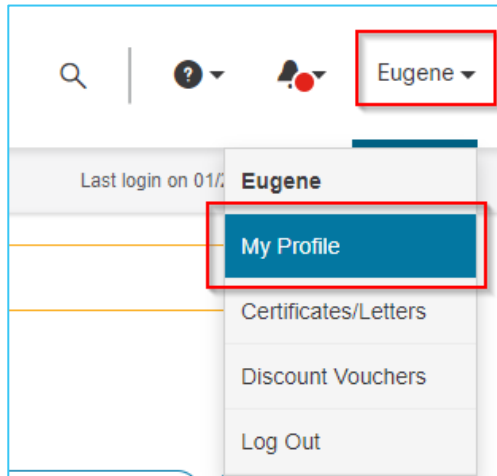 Eugene
Last login on 01/2
Eugene
My Profile
Certificates/Letters
Discount Vouchers
Log Out